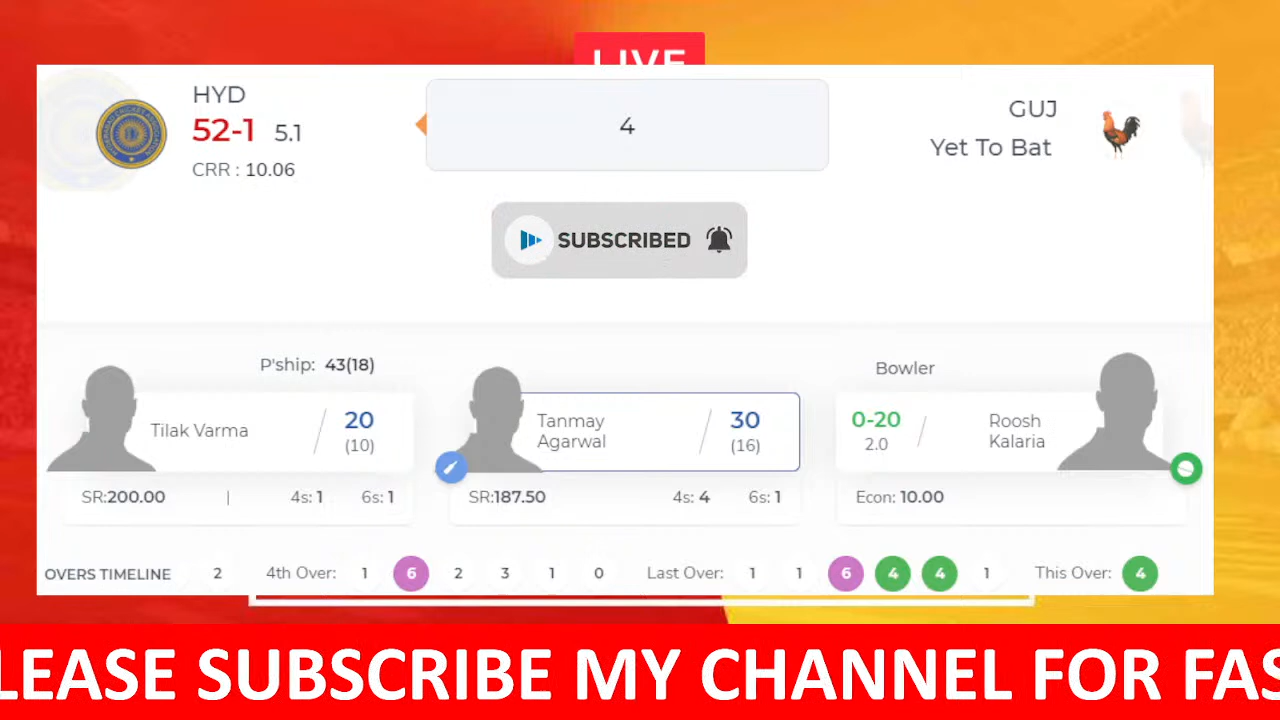 LIVE
HYD
52-1 5.1
CRR : 10.06
4
GUJ
Yet To Bat
SUBSCRIBED
P'ship: 43(18)
Tilak Varma / 20
(10)
SR:200.00 | 4s: 1 6s: 1
Tanmay
Agarwal / 30
(16)
SR:187.50 4s: 4 6s: 1
Bowler
0-20
2.0 / Roosh
Kalaria
Econ: 10.00
OVERS TIMELINE 2 4th Over: 1 6 2 3 1 0 Last Over: 1 1 6 4 4 1 This Over: 4
LEASE SUBSCRIBE MY CHANNEL FOR FAS